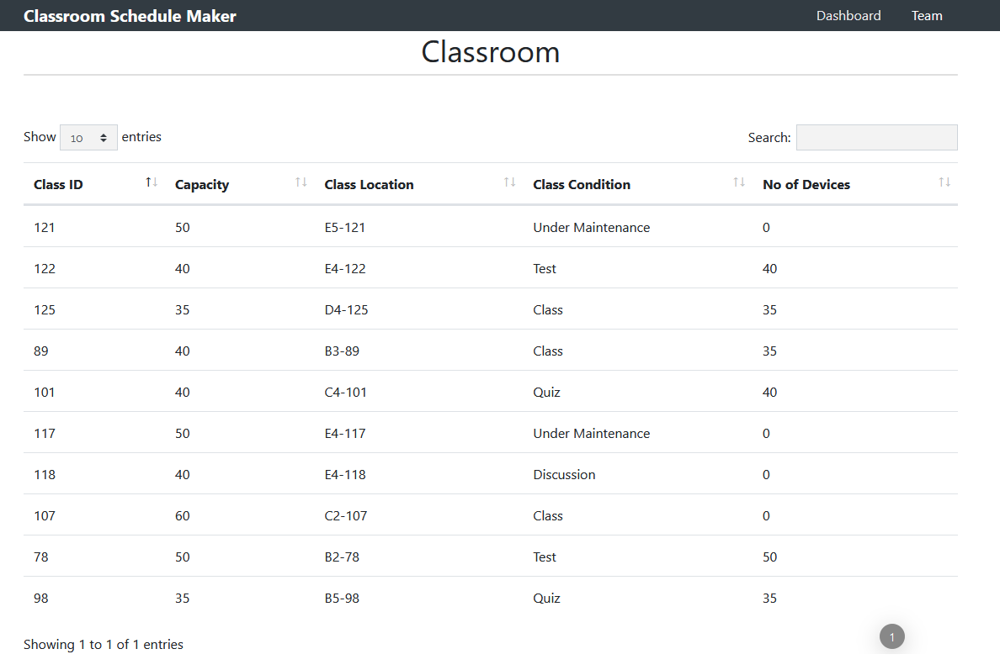 Classroom Schedule Maker Dashboard Team
Classroom
Show 10 entries Search:
Class ID Capacity Class Location Class Condition No of Devices
121 50 E5-121 Under Maintenance 0
122 40 E4-122 Test 40
125 35 D4-125 Class 35
89 40 B3-89 Class 35
101 40 C4-101 Quiz 40
117 50 E4-117 Under Maintenance 0
118 40 E4-118 Discussion 0
107 60 C2-107 Class 0
78 50 B2-78 Test 50
98 35 B5-98 Quiz 35
Showing 1 to 1 of 1 entries 1